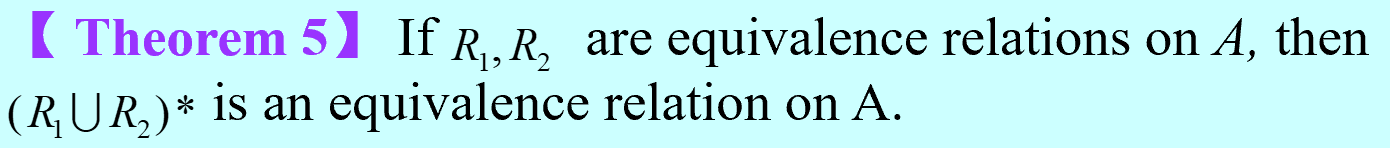 【 Theorem 5】 If R₁, R₂ are equivalence relations on A, then
(R₁∪R₂)* is an equivalence relation on A.